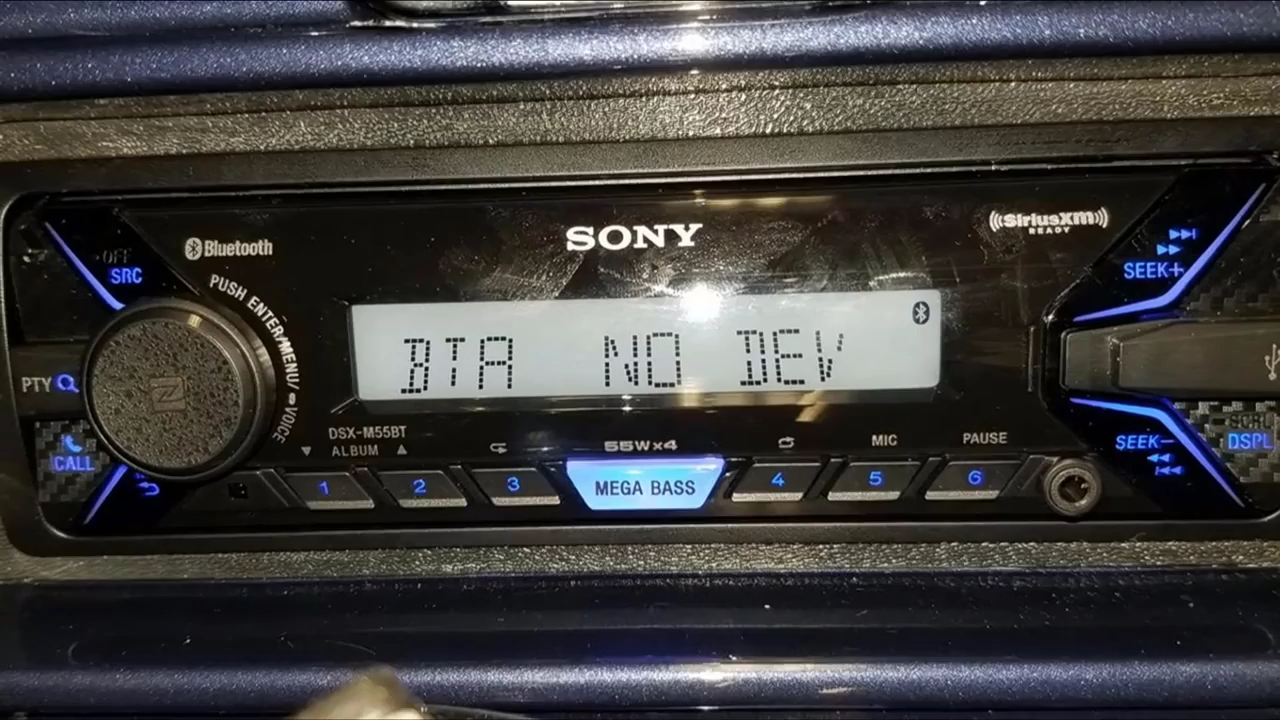 SONY
Bluetooth
((SiriusXM))
READY
OFF
SRC
PUSH ENTER/MENU/ VOICE
SEEK+
BTA NO DEV
PTY
CALL
DSX-M55BT
ALBUM
55W×4
MIC
PAUSE
SEEK–
SCRL
DSPL
1
2
3
MEGA BASS
4
5
6